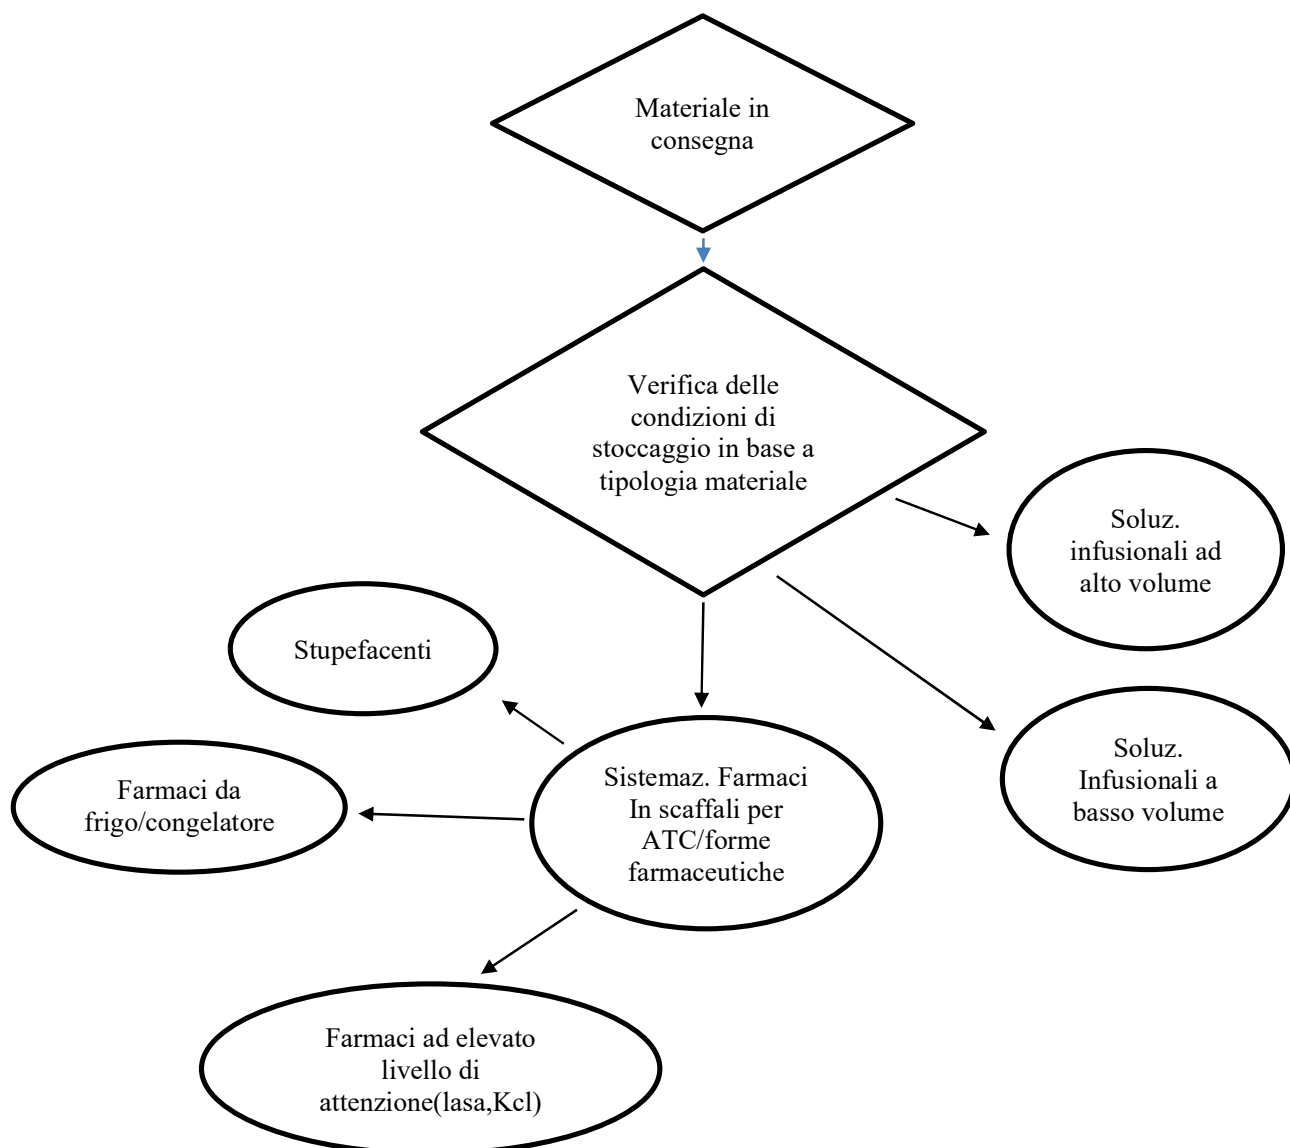 Materiale in
consegna
Verifica delle
condizioni di
stoccaggio in base a
tipologia materiale
Soluz.
infusionali ad
alto volume
Stupefacenti
Soluz.
Infusionali a
basso volume
Farmaci da
frigo/congelatore
Sistemaz. Farmaci
In scaffali per
ATC/forme
farmaceutiche
Farmaci ad elevato
livello di
attenzione(lasa,Kcl)